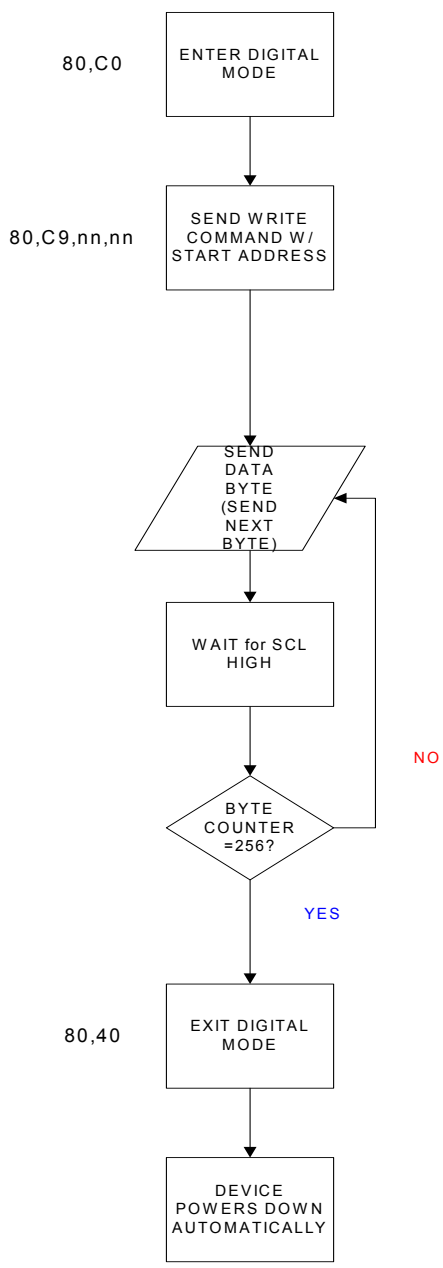 80,C0
ENTER DIGITAL
MODE
80,C9,nn,nn
SEND WRITE
COMMAND W/
START ADDRESS
SEND
DATA
BYTE
(SEND
NEXT
BYTE)
WAIT for SCL
HIGH
NO
BYTE
COUNTER
=256?
YES
80,40
EXIT DIGITAL
MODE
DEVICE
POWERS DOWN
AUTOMATICALLY